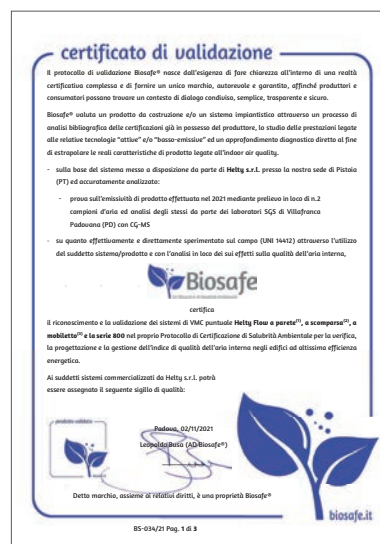 certificato di validazione
Il protocollo di validazione Biosafe® nasce dall'esigenza di fare chiarezza all'interno di una realtà
certificativa complessa e di fornire un unico marchio, autorevole e garantito, affinché produttori e
consumatori possano trovare un contesto di dialogo condiviso, semplice, trasparente e sicuro.
Biosafe® valuta un prodotto da costruzione e/o un sistema impiantistico attraverso un processo di
analisi bibliografica delle certificazioni già in possesso del produttore, lo studio delle prestazioni legate
alle relative tecnologie "attive" e/o "basso-emissive" ed un approfondimento diagnostico diretto al fine
di estrapolare le reali caratteristiche di prodotto legate all'indoor air quality.
- sulla base del sistema messo a disposizione da parte di Helty s.r.l. presso la nostra sede di Pistoia
(PT) ed accuratamente analizzato:
- prova sull'emissività di prodotto effettuata nel 2021 mediante prelievo in loco di n.2
campioni d'aria ed analisi degli stessi da parte dei laboratori SGS di Villafranca
Padovana (PD) con CG-MS
- su quanto effettivamente e direttamente sperimentato sul campo (UNI 14412) attraverso l'utilizzo
del suddetto sistema/prodotto e con l'analisi in loco dei sui effetti sulla qualità dell'aria interna,
Biosafe
certifica
il riconoscimento e la validazione dei sistemi di VMC puntuale Helty Flow a parete(1), a scomparsa(2), a
mobiletto(3) e la serie 800 nel proprio Protocollo di Certificazione di Salubrità Ambientale per la verifica,
la progettazione e la gestione dell'indice di qualità dell'aria interna negli edifici ad altissima efficienza
energetica.
Ai suddetti sistemi commercializzati da Helty s.r.l. potrà
essere assegnato il seguente sigillo di qualità:
prodotto validato
Padova, 02/11/2021
Leopoldo Busa (AD Biosafe®)
Detto marchio, assieme ai relativi diritti, è una proprietà Biosafe®
biosafe.it
BS-034/21 Pag. 1 di 3